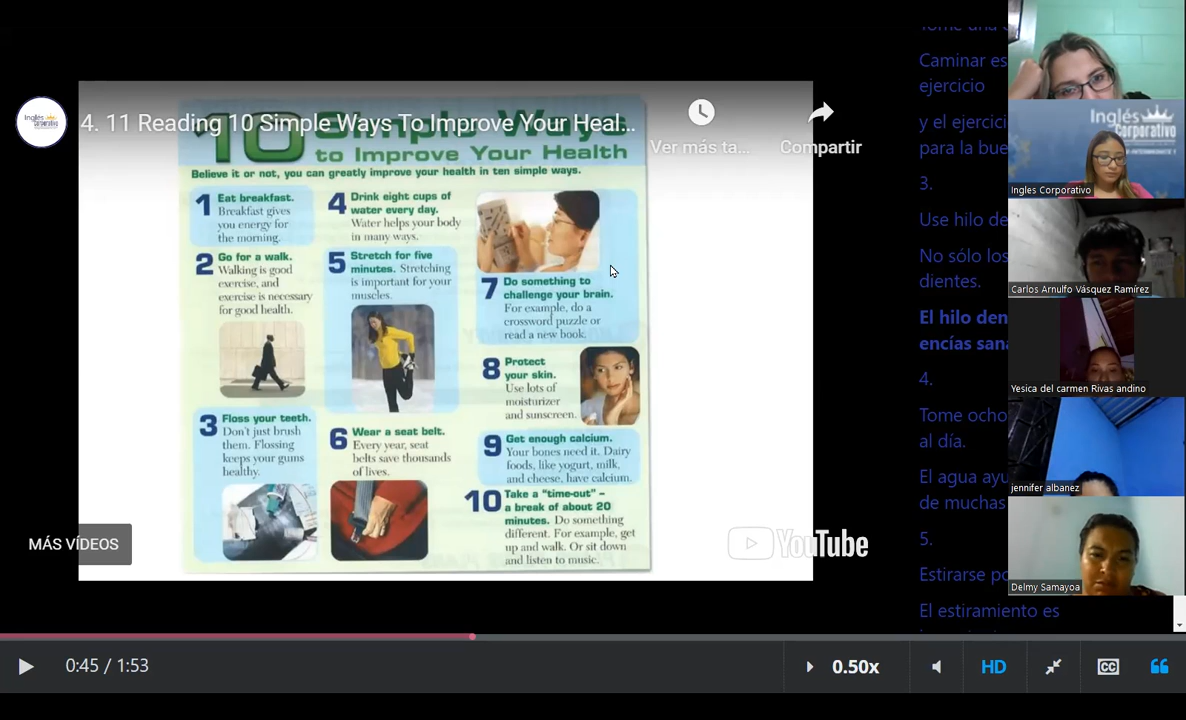 4. 11 Reading 10 Simple Ways To Improve Your Heal...
Ver más ta...
Compartir
10 Simple Ways
to Improve Your Health
Believe it or not, you can greatly improve your health in ten simple ways.
1 Eat breakfast.
Breakfast gives
you energy for
the morning.
2 Go for a walk.
Walking is good
exercise, and
exercise is necessary
for good health.
3 Floss your teeth.
Don't just brush
them. Flossing
keeps your gums
healthy.
4 Drink eight cups of
water every day.
Water helps your body
in many ways.
5 Stretch for five
minutes. Stretching
is important for your
muscles.
6 Wear a seat belt.
Every year, seat
belts save thousands
of lives.
7 Do something to
challenge your brain.
For example, do a
crossword puzzle or
read a new book.
8 Protect
your skin.
Use lots of
moisturizer
and sunscreen.
9 Get enough calcium.
Your bones need it. Dairy
foods, like yogurt, milk,
and cheese, have calcium.
10 Take a "time-out" –
a break of about 20
minutes. Do something
different. For example, get
up and walk. Or sit down
and listen to music.
MÁS VÍDEOS
YouTube
Caminar es
ejercicio
y el ejercici
para la bue
3.
Use hilo de
No sólo los
dientes.
El hilo den
encías sana
4.
Tome ocho
al día.
El agua ayu
de muchas
5.
Estirarse po
El estiramiento es
Inglés
Corporativo
Ingles Corporativo
Carlos Arnulfo Vásquez Ramírez
Yesica del carmen Rivas andino
jennifer albanez
Delmy Samayoa
0:45 / 1:53
0.50x
HD
CC